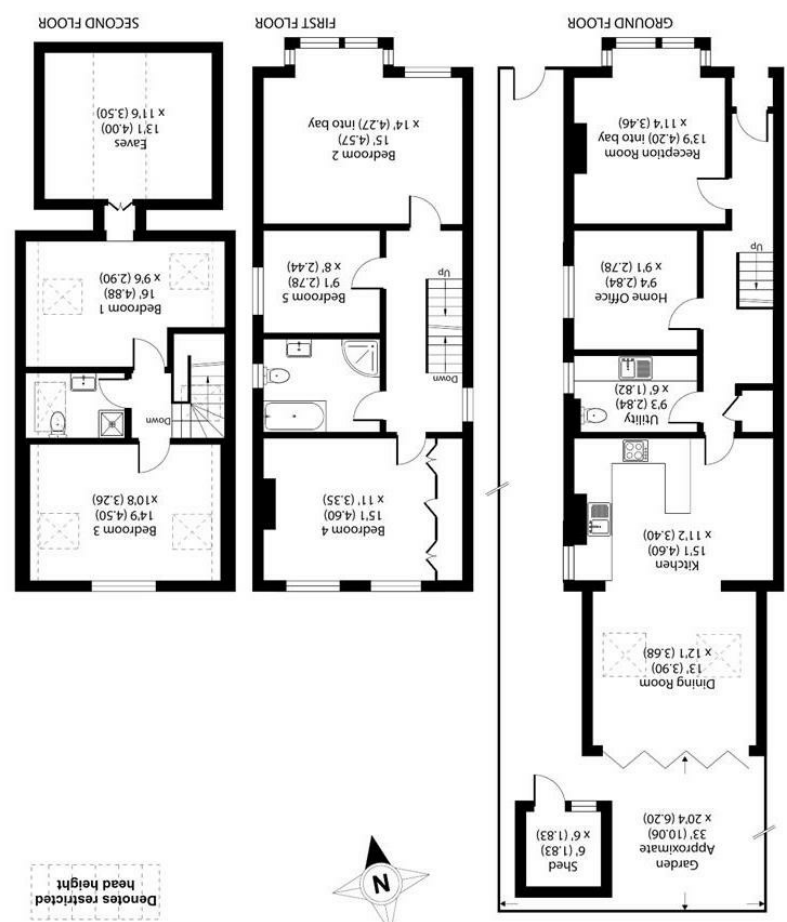 Garden
Approximate
33' (10.06)
x 20'4 (6.20)
Shed
6' (1.83)
x 6' (1.83)
Dining Room
13' (3.90)
x 12'1 (3.68)
Kitchen
15'1 (4.60)
x 11'2 (3.40)
Utility
9'3 (2.84)
x 6' (1.82)
Home Office
9'4 (2.84)
x 9'1 (2.78)
Up
Reception Room
13'9 (4.20) into bay
x 11'4 (3.46)
GROUND FLOOR
N
Bedroom 4
15'1 (4.60)
x 11' (3.35)
Down
Up
Bedroom 5
9'1 (2.78)
x 8' (2.44)
Bedroom 2
15' (4.57)
x 14' (4.27) into bay
FIRST FLOOR
Denotes restricted
head height
Bedroom 3
14'9 (4.50)
x10'8 (3.26)
Down
Bedroom 1
16' (4.88)
x 9'6 (2.90)
Eaves
13'1 (4.00)
x 11'6 (3.50)
SECOND FLOOR